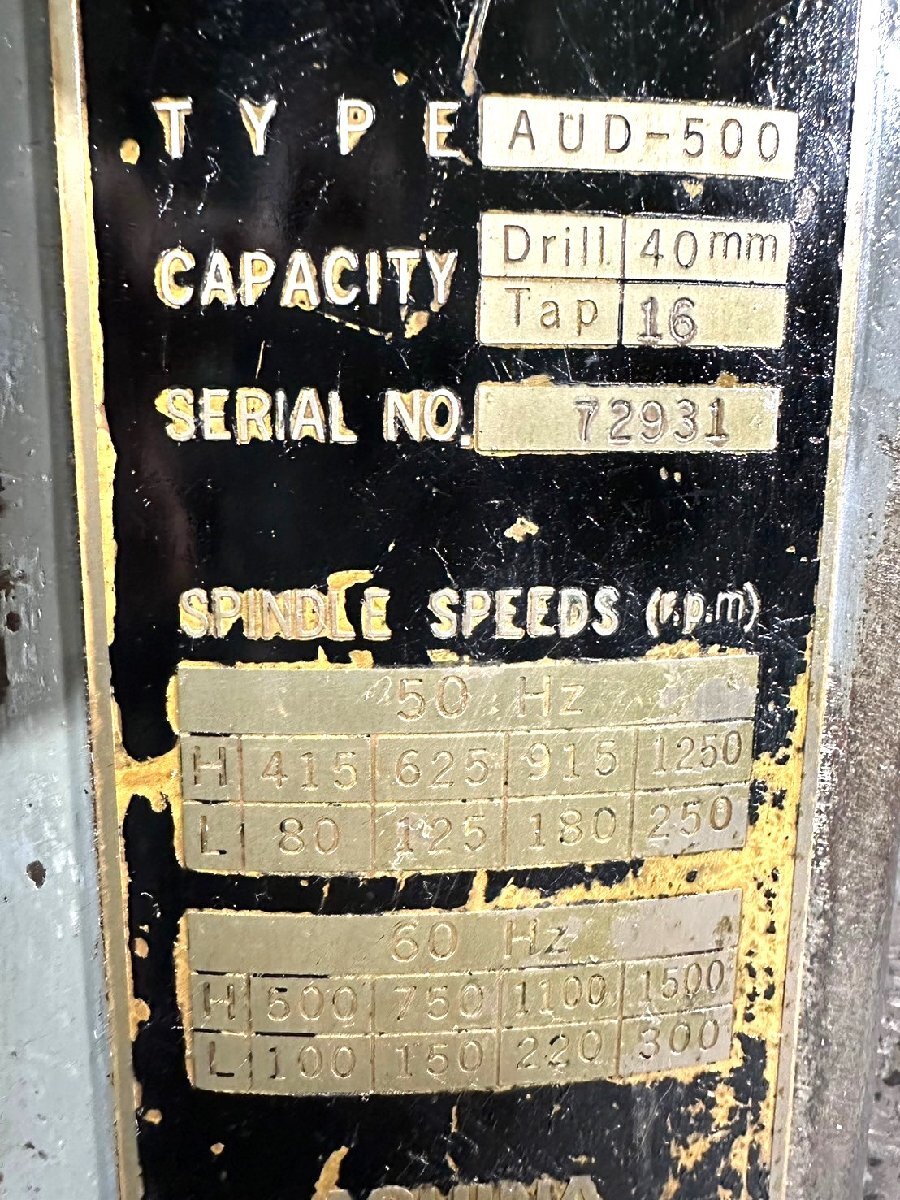 TYPE AUD-500
CAPACITY Drill 40mm
Tap 16
SERIAL NO. 72931
SPINDLE SPEEDS (r.p.m)
50 Hz
H 415 625 915 1250
L 80 125 180 250
60 Hz
H 500 750 1100 1500
L 100 150 220 300